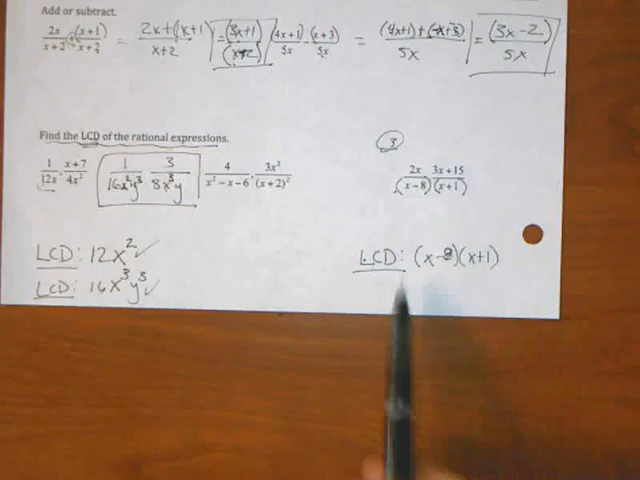 Add or subtract.
2x/(x+2) + (x+1)/(x+2) = (2x+(x+1))/(x+2) = (3x+1)/(x+2) (4x+1)/5x - (x+3)/5x = ((4x+1)+(-x+3))/5x = (3x-2)/5x
Find the LCD of the rational expressions.
1/12x, (x+7)/4x² 1/16x²y³ 3/8x³y 4/(x²-x-6), 3x²/(x+2)²
3
2x/(x-8) (3x+15)/(x+1)
LCD: 12x²
LCD: 16x³y³
LCD: (x-8)(x+1)